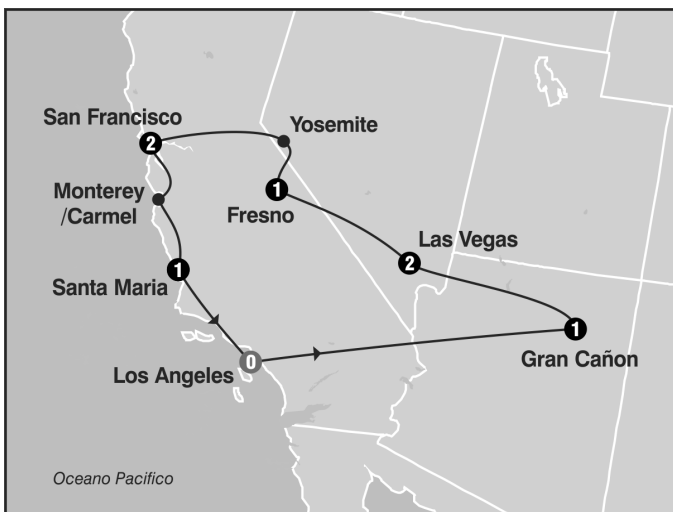 San Francisco
2
Yosemite
Monterey
/Carmel
1
Fresno
Las Vegas
2
1
Santa Maria
1
Gran Cañon
0
Los Angeles
Oceano Pacifico